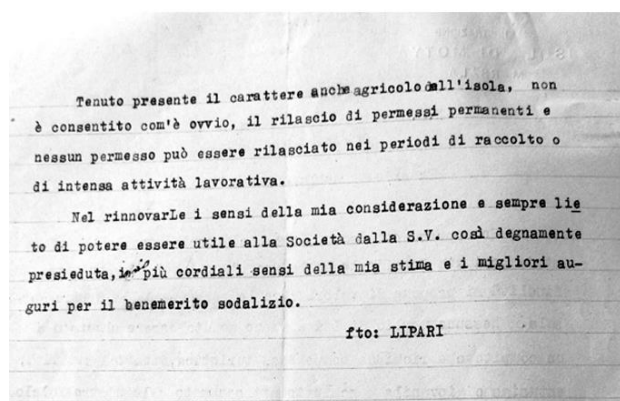 Tenuto presente il carattere anche agricolo dell'isola, non
è consentito com'è ovvio, il rilascio di permessi permanenti e
nessun permesso può essere rilasciato nei periodi di raccolto o
di intensa attività lavorativa.
Nel rinnovarLe i sensi della mia considerazione e sempre lie
to di potere essere utile alla Società dalla S.V. così degnamente
presieduta, più cordiali sensi della mia stima e i migliori au-
guri per il benemerito sodalizio.
fto: LIPARI